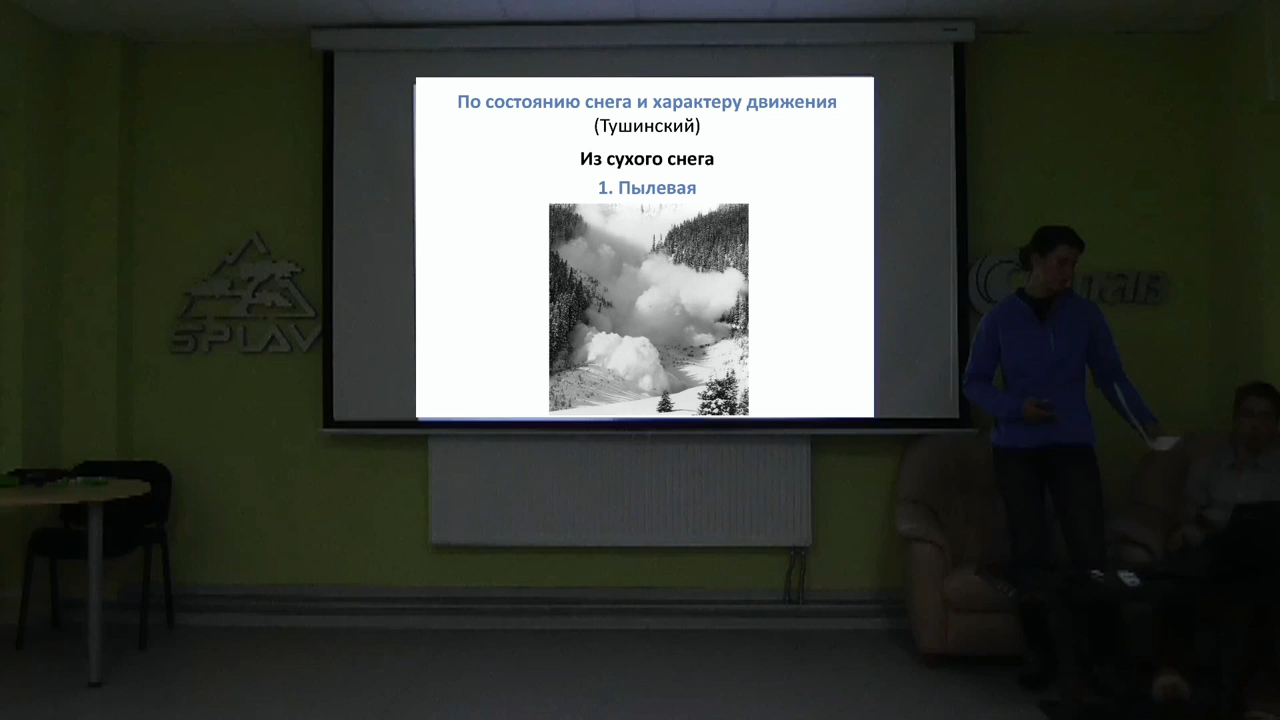 По состоянию снега и характеру движения
(Тушинский)
Из сухого снега
1. Пылевая
SPLAV